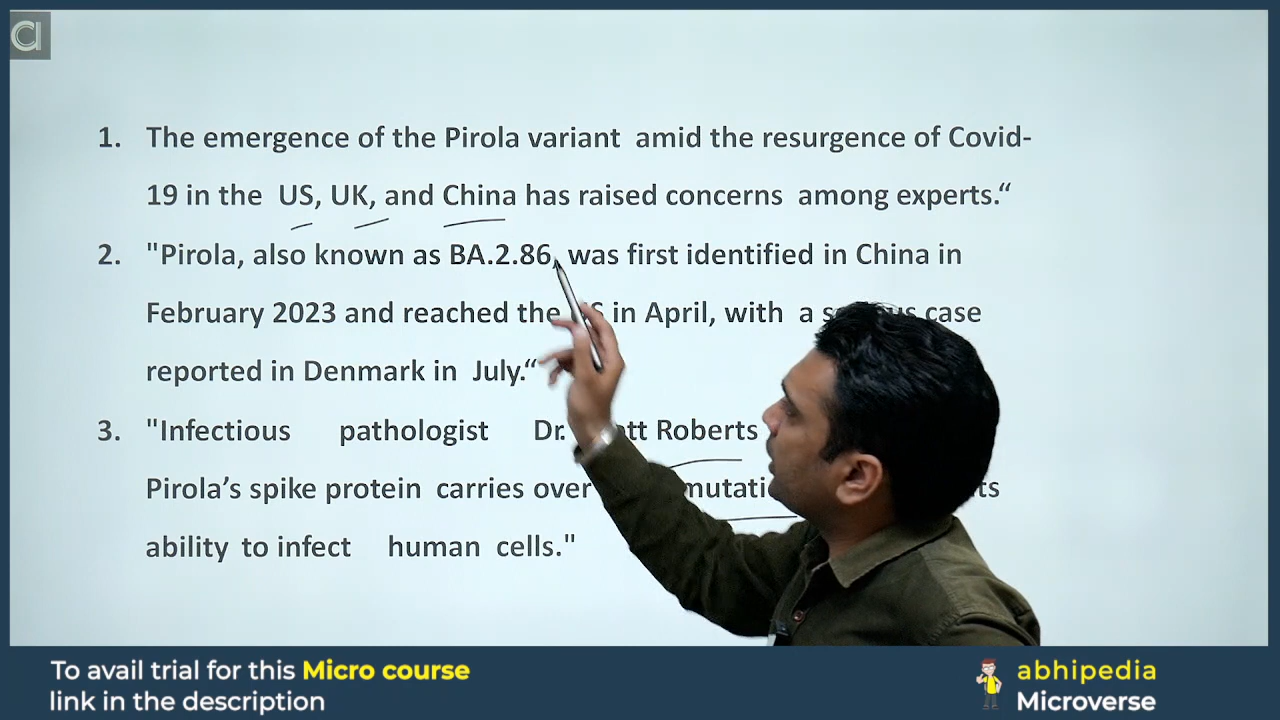 1. The emergence of the Pirola variant amid the resurgence of Covid-
19 in the US, UK, and China has raised concerns among experts.“
2. "Pirola, also known as BA.2.86, was first identified in China in
February 2023 and reached the in April, with a case
reported in Denmark in July.“
3. "Infectious pathologist Dr. Roberts
Pirola’s spike protein carries over
ability to infect human cells."
To avail trial for this Micro course
link in the description
abhipedia
Microverse